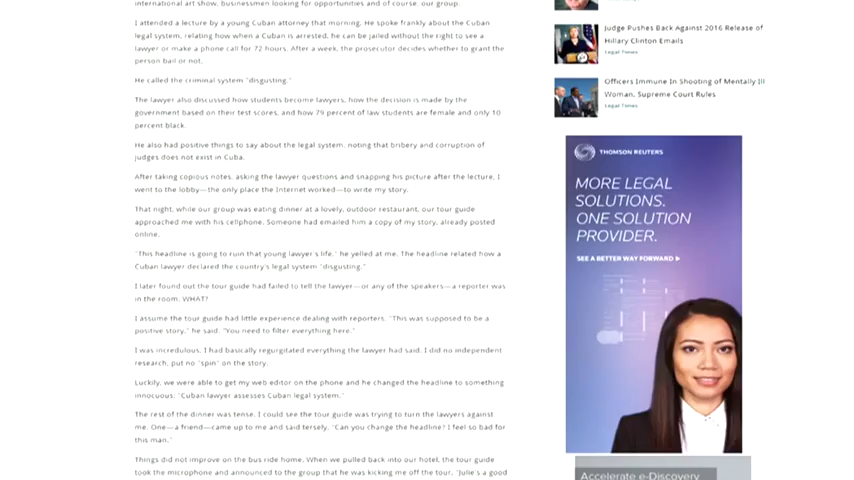 international art show, businessmen looking for opportunities and of course, our group.
I attended a lecture by a young Cuban attorney that morning. He spoke frankly about the Cuban
legal system, relating how when a Cuban is arrested, he can be jailed without the right to see a
lawyer or make a phone call for 72 hours. After a week, the prosecutor decides whether to grant the
person bail or not.
He called the criminal system "disgusting."
The lawyer also discussed how students become lawyers, how the decision is made by the
government based on their test scores, and how 79 percent of law students are female and only 10
percent black.
He also had positive things to say about the legal system, noting that bribery and corruption of
judges does not exist in Cuba.
After taking copious notes, asking the lawyer questions and snapping his picture after the lecture, I
went to the lobby—the only place the Internet worked—to write my story.
That night, while our group was eating dinner at a lovely, outdoor restaurant, our tour guide
approached me with his cellphone. Someone had emailed him a copy of my story, already posted
online.
"This headline is going to ruin that young lawyer's life," he yelled at me. The headline related how a
Cuban lawyer declared the country's legal system "disgusting."
I later found out the tour guide had failed to tell the lawyer—or any of the speakers—a reporter was
in the room. WHAT?
I assume the tour guide had little experience dealing with reporters. "This was supposed to be a
positive story," he said. "You need to filter everything here."
I was incredulous. I had basically regurgitated everything the lawyer had said. I did no independent
research, put no "spin" on the story.
Luckily, we were able to get my web editor on the phone and he changed the headline to something
innocuous: "Cuban lawyer assesses Cuban legal system."
The rest of the dinner was tense. I could see the tour guide was trying to turn the lawyers against
me. One—a friend—came up to me and said tersely, "Can you change the headline? I feel so bad for
this man."
Things did not improve on the bus ride home. When we pulled back into our hotel, the tour guide
took the microphone and announced to the group that he was kicking me off the tour. "Julie's a good
Judge Pushes Back Against 2016 Release of
Hillary Clinton Emails
Legal Times
Officers Immune In Shooting of Mentally Ill
Woman, Supreme Court Rules
Legal Times
THOMSON REUTERS
MORE LEGAL
SOLUTIONS.
ONE SOLUTION
PROVIDER.
SEE A BETTER WAY FORWARD
Accelerate e-Discovery